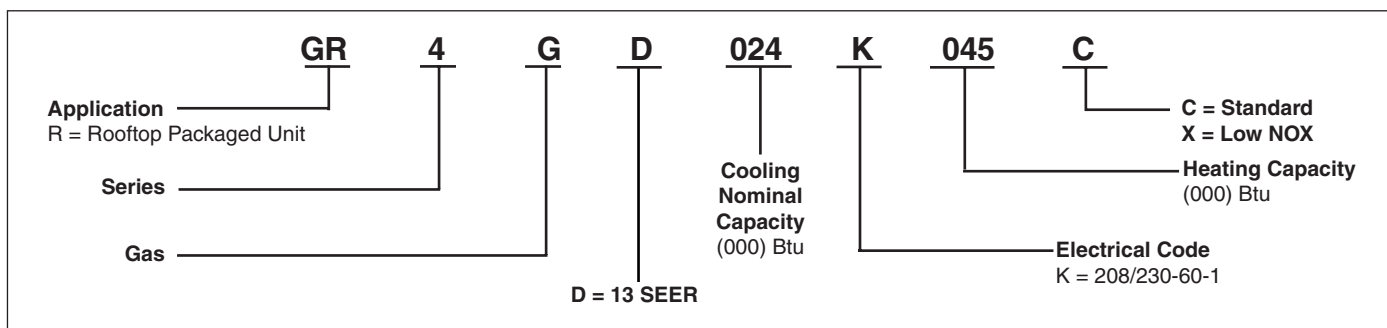 GR 4 G D 024 K 045 C
Application
R = Rooftop Packaged Unit
Series
Gas
D = 13 SEER
Cooling
Nominal
Capacity
(000) Btu
Electrical Code
K = 208/230-60-1
Heating Capacity
(000) Btu
C = Standard
X = Low NOX